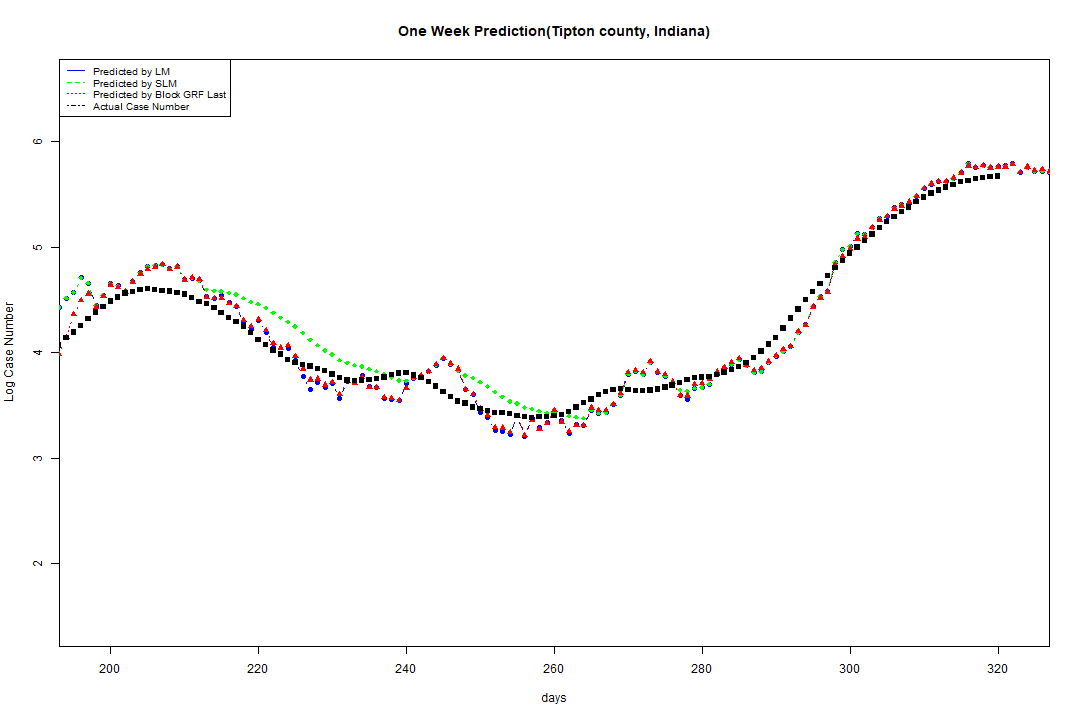 One Week Prediction(Tipton county, Indiana)
Predicted by LM
Predicted by SLM
Predicted by Block GRF Last
Actual Case Number
Log Case Number
6
5
4
3
2
200 220 240 260 280 300 320
days